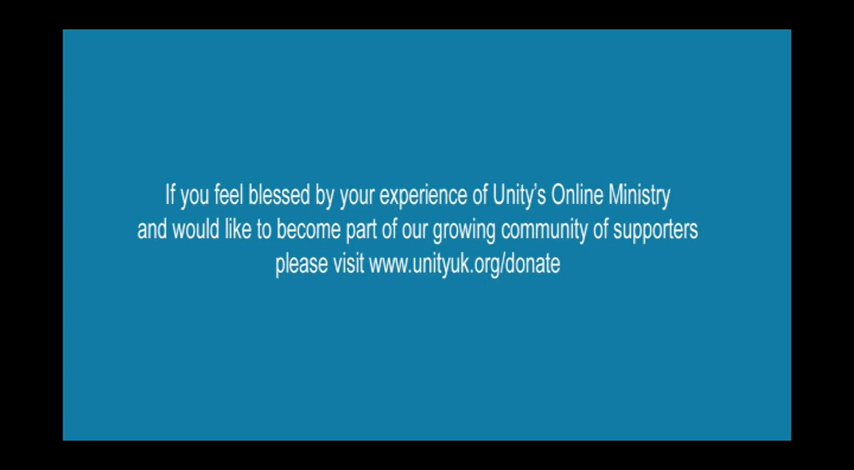 If you feel blessed by your experience of Unity's Online Ministry
and would like to become part of our growing community of supporters
please visit www.unityuk.org/donate